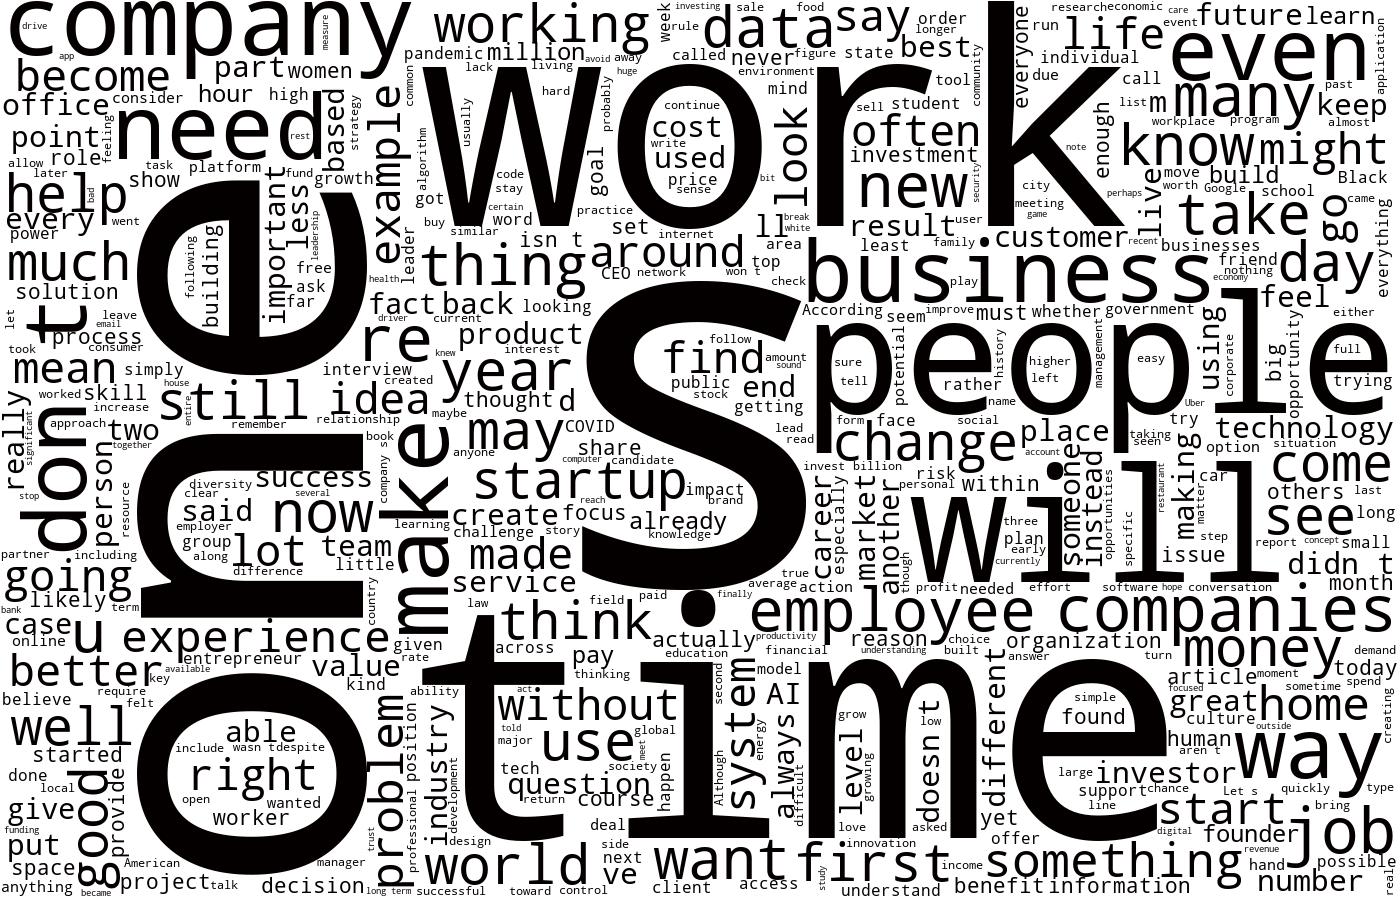 company
drive
app
measure
working
pandemic
million
lack
living
avoid
away
huge
week
investing
rule
sale
food
data
say
order
longer
called
never
figure
state
best
environment
mind
tool
community
research
economic
care
event
everyone
run
life
individual
due
call
future
learn
even
application
past
become
part
women
office
consider
hour
high
need
rest
based
strategy
common
example
point
feeling
allow
role
later
task
platform
show
fund
growth
help
bad
every
went
power
much
solution
important
less
leadership
following
building
free
ask
far
work
usually
hard
probably
algorithm
got
buy
similar
code
stay
certain
word
goal
practice
set
isn t
internet
continue
cost
write
used
price
sense
bit
look
sell
student
often
investment
new
security
result
user
ll
break
white
area
least
family
note
enough
city
meeting
game
perhaps
list
m
many
keep
workplace
program
almost
know
might
move
build
Black
worth
Google
school
live
take
go
came
everything
customer
recent
businesses
friend
nothing
day
economy
feel
leader
health
thing
around
CEO
network
won t
top
check
business
play
fact
back
looking
driver
current
re
product
knew
interest
According
seem
improve
must
whether
government
either
let
t
leave
email
process
took
consumer
mean
simply
interview
created
year
thought
d
house
worked
skill
increase
still
entire
idea
relationship
maybe
remember
really
significant
approach
two
together
don
person
resource
stop
S
find
follow
amount
sound
public
stock
end
getting
lead
read
people
sure
tell
potential
rather
history
name
higher
left
management
easy
using
corporate
big
opportunity
full
trying
form
face
social
change
place
account
Uber
try
taking
seen
technology
option
situation
one
diversity
clear
success
several
said
employer
group
along
now
lot
difference
team
little
book
company s
make
learning
anyone
may
COVID
share
computer
candidate
startup
impact
brand
create
reach
focus
already
knowledge
challenge
story
made
service
invest
billion
career
especially
market
another
though
risk
personal
within
will
three
plan
early
currently
someone
instead
opportunities
specific
restaurant
making
matter
car
step
issue
come
others
last
see
long
report
concept
small
didn t
month
partner
including
going
bank
likely
term
country
case
online
u
experience
law
field
paid
finally
true
average
action
profit
needed
effort
software
hope
conversation
think
employee
companies
actually
productivity
reason
choice
organization
money
demand
better
key
entrepreneur
available
value
kind
given
rate
across
pay
thinking
education
financial
understanding
built
answer
turn
article
moment
today
spend
believe
require
felt
ability
time
act
without
told
major
use
global
meet
tech
society
question
return
course
happen
second
system
Although
energy
model
AI
always
difficult
grow
level
growing
love
low
doesn t
asked
different
simple
found
focused
great
home
sometime
creating
culture
human
outside
aren t
way
well
started
able
include
wasn t
despite
right
open
wanted
worker
problem
professional
position
industry
development
large
investor
support
chance
line
Let s
quickly
type
done
local
give
funding
good
provide
put
space
anything
became
trust
design
deal
side
next
innovation
yet
offer
start
digital
founder
bring
job
revenue
American
project
talk
manager
decision
long term
world
successful
toward
control
ve
want
client
access
study
first
income
understand
something
benefit
information
hand
number
possible
real